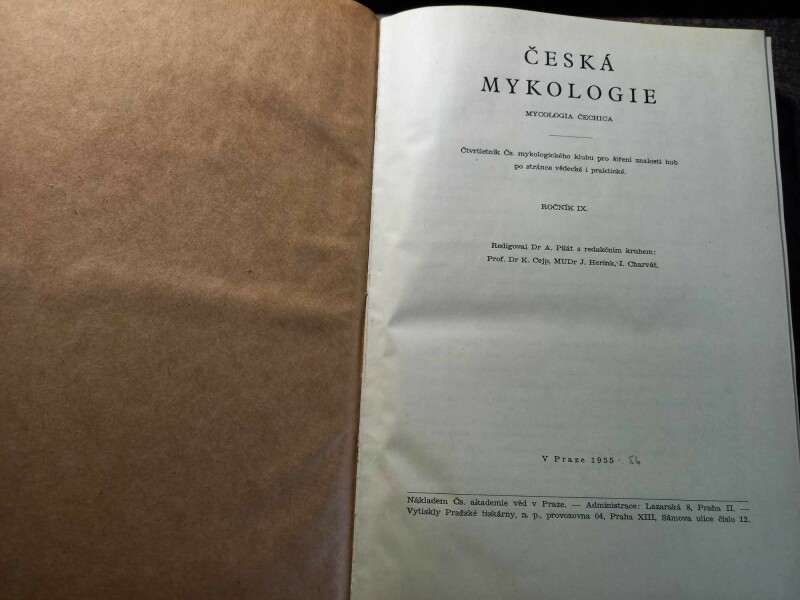 ČESKÁ
MYKOLOGIE
MYCOLOGIA ČECHICA
Čtvrtletník Čs. mykologického klubu pro šíření znalosti hub
po stránce vědecké i praktické.
ROČNÍK IX.
Redigoval Dr A. Pilát s redakčním kruhem:
Prof. Dr K. Cejp, MUDr J. Herink, I. Charvát.
V Praze 1955 - 56
Nákladem Čs. akademie věd v Praze. — Administrace: Lazarská 8, Praha II. —
Vytiskly Pražské tiskárny, n. p., provozovna 04, Praha XIII, Sámova ulice číslo 12.